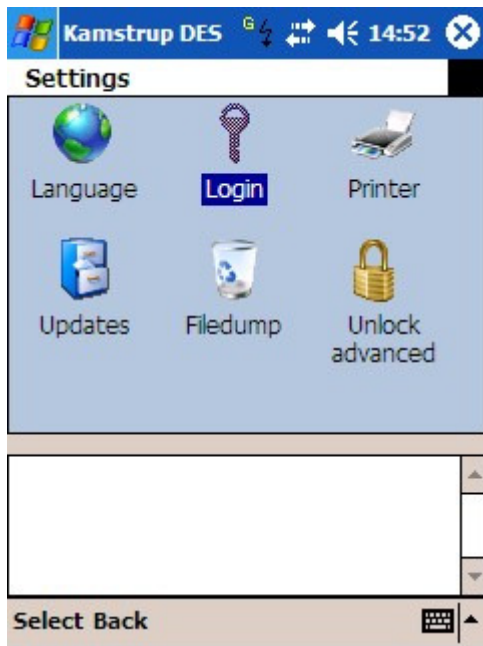 Kamstrup DES G 14:52
Settings
Language Login Printer
Updates Filedump Unlock advanced
Select Back